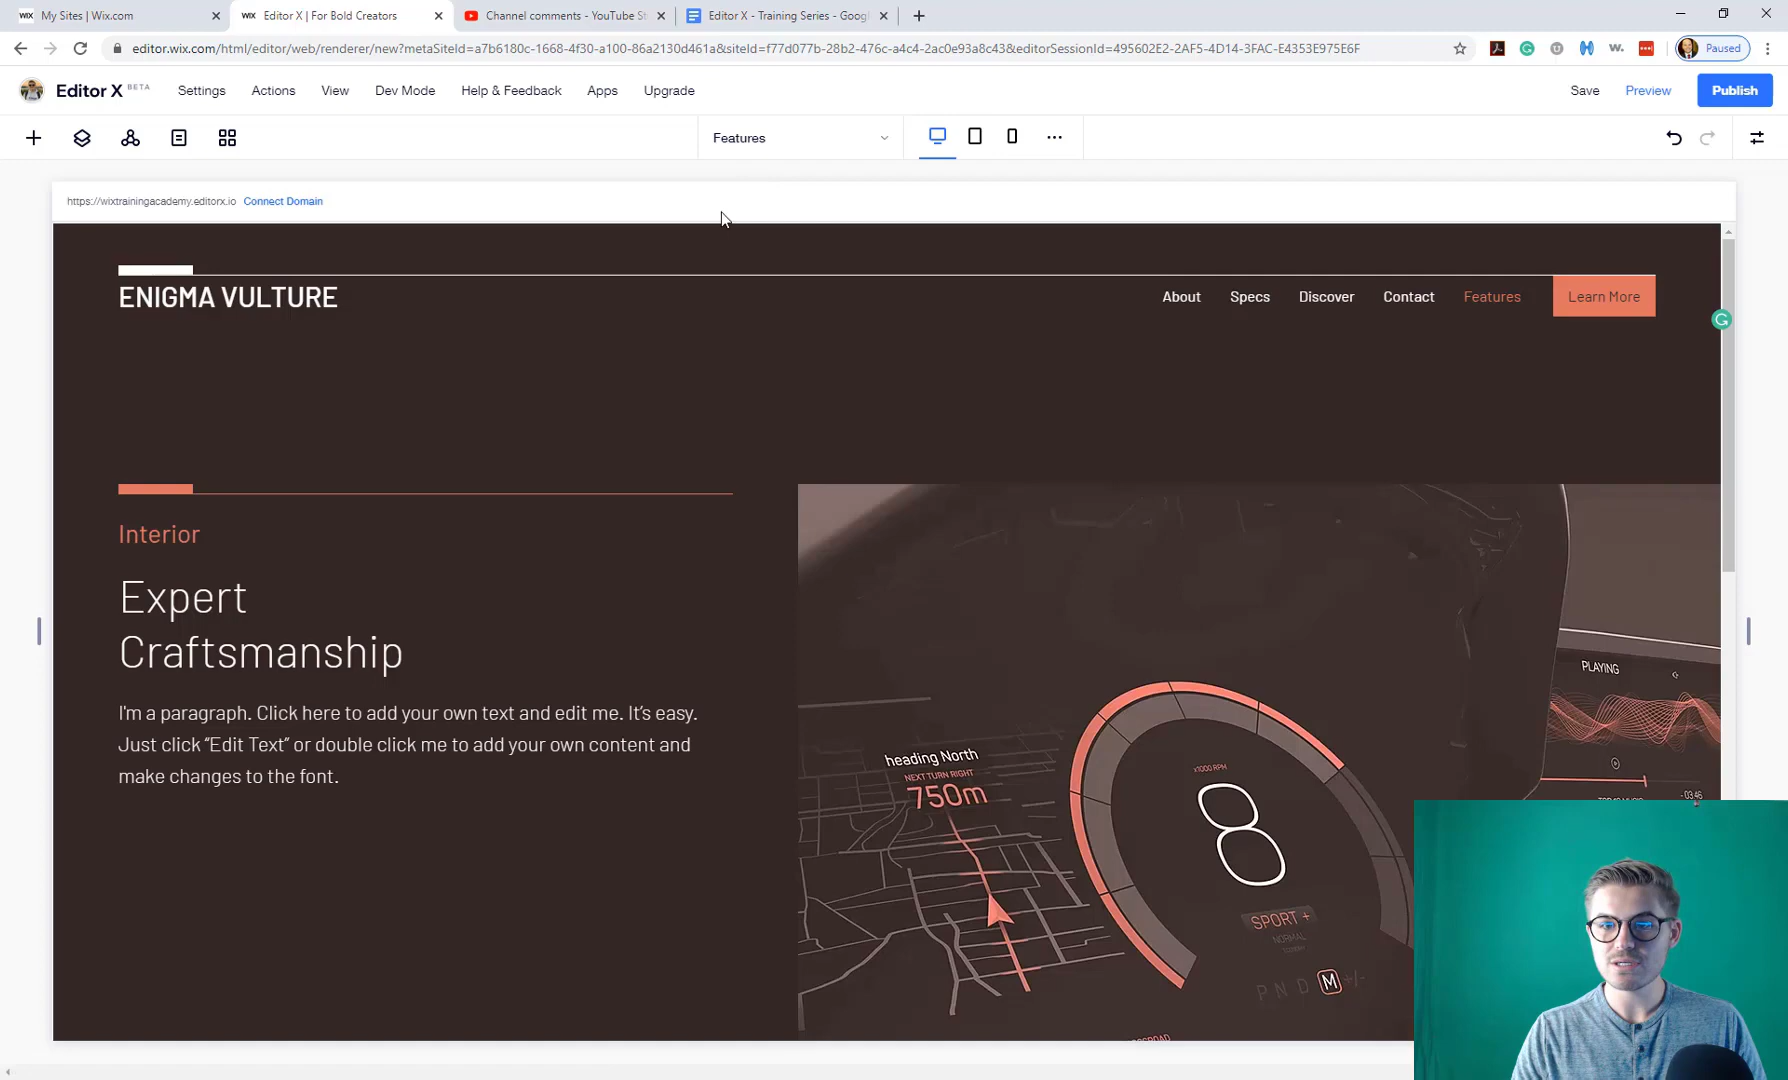 My Sites | Wix.com
Editor X | For Bold Creators
Channel comments - YouTube St
Editor X - Training Series - Goog
editor.wix.com/html/editor/web/renderer/new?metaSiteId=a7b6180c-1668-4f30-a100-86a2130d461a&siteId=f77d077b-28b2-476c-a4c4-2ac0e93a8c43&editorSessionId=495602E2-2AF5-4D14-3FAC-E4353E975E6F
Paused
Editor X BETA
Settings
Actions
View
Dev Mode
Help & Feedback
Apps
Upgrade
Save
Preview
Publish
Features
https://wixtrainingacademy.editorx.io Connect Domain
ENIGMA VULTURE
About
Specs
Discover
Contact
Features
Learn More
Interior
Expert
Craftsmanship
I'm a paragraph. Click here to add your own text and edit me. It's easy.
Just click “Edit Text” or double click me to add your own content and
make changes to the font.
PLAYING
heading North
NEXT TURN RIGHT
750m
x1000 RPM
8
- 03:46
SPORT +
NORMAL
P N D M +/-